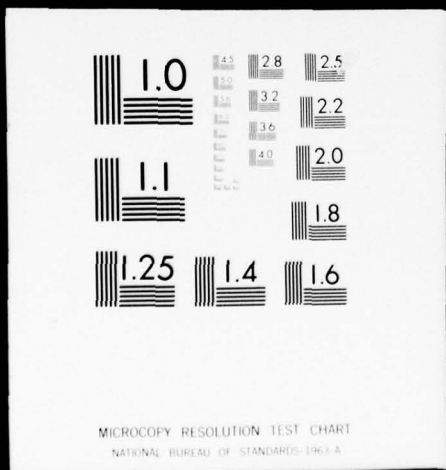 1.0
4.5 2.8 2.5
5.0 3.2 2.2
3.6
4.0 2.0
1.1
1.8
1.25 1.4 1.6
MICROCOPY RESOLUTION TEST CHART
NATIONAL BUREAU OF STANDARDS-1963-A